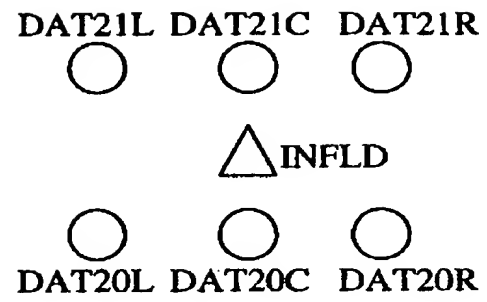 DAT21L DAT21C DAT21R
INFLD
DAT20L DAT20C DAT20R